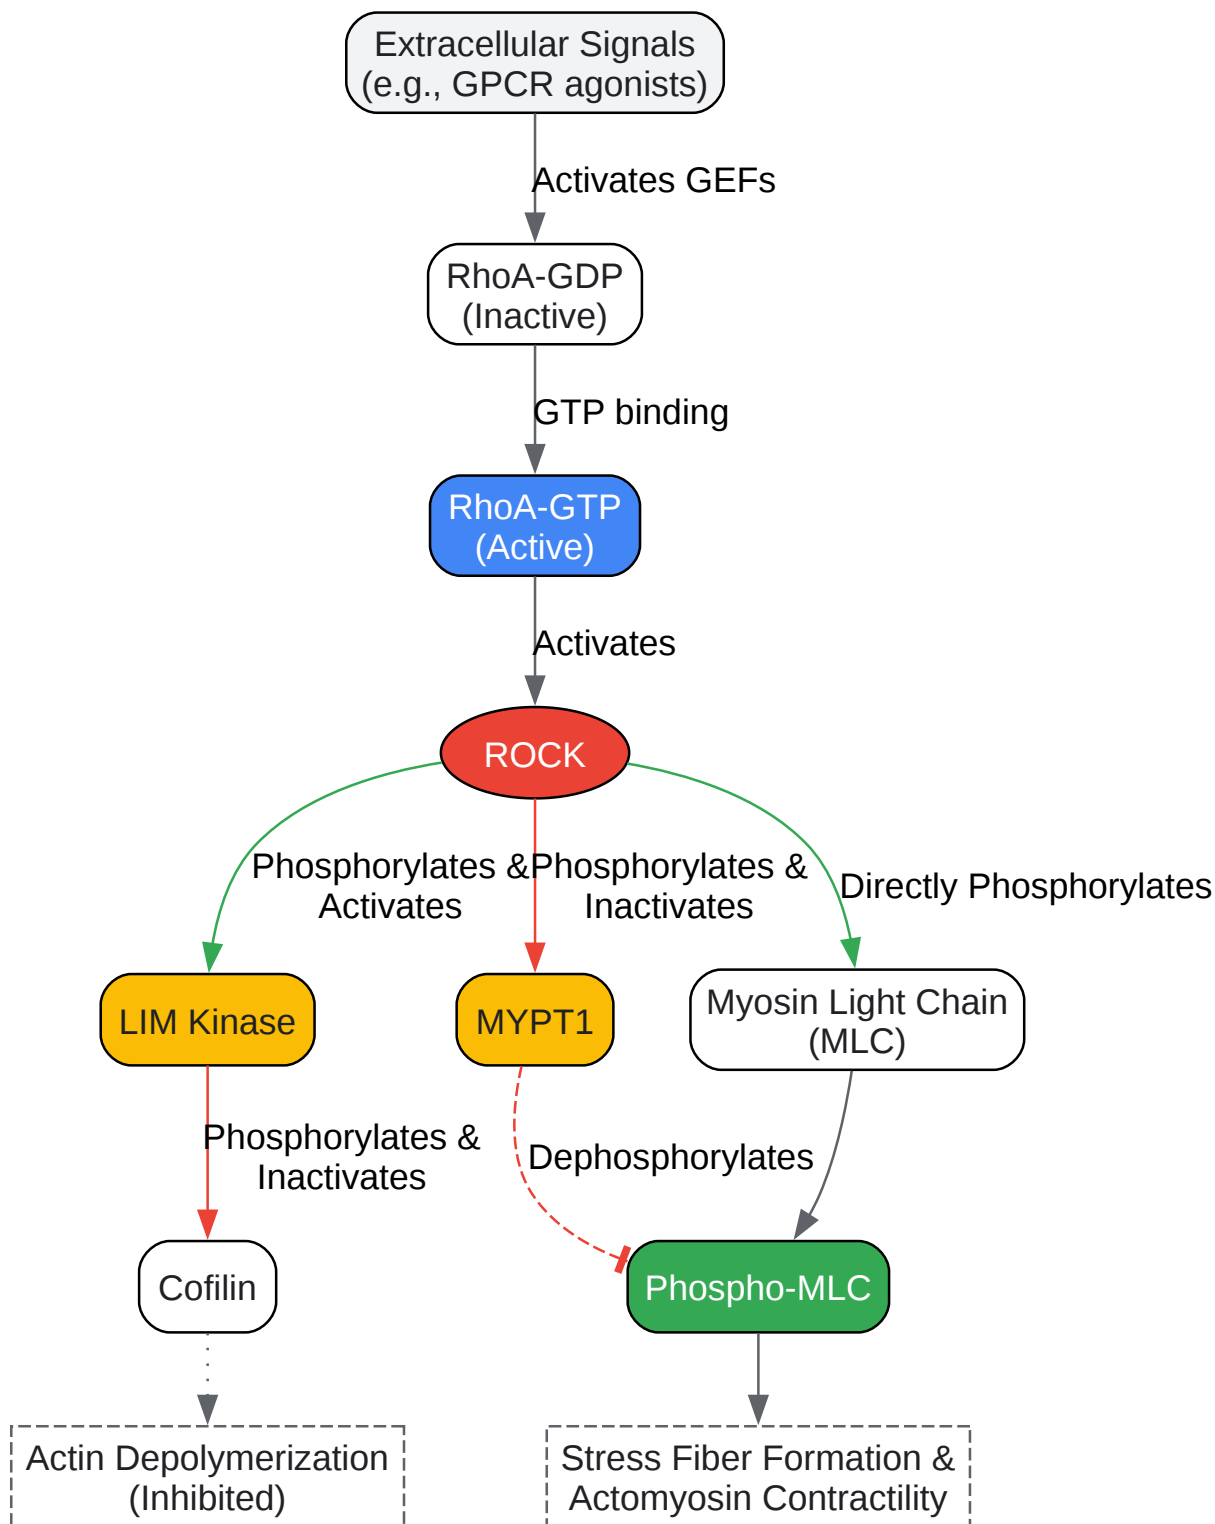 Extracellular Signals
(e.g., GPCR agonists)
Activates GEFs
RhoA-GDP
(Inactive)
GTP binding
RhoA-GTP
(Active)
Activates
ROCK
Phosphorylates &
Activates
Phosphorylates &
Inactivates
Directly Phosphorylates
LIM Kinase
MYPT1
Myosin Light Chain
(MLC)
Phosphorylates &
Inactivates
Dephosphorylates
Cofilin
Phospho-MLC
Actin Depolymerization
(Inhibited)
Stress Fiber Formation &
Actomyosin Contractility